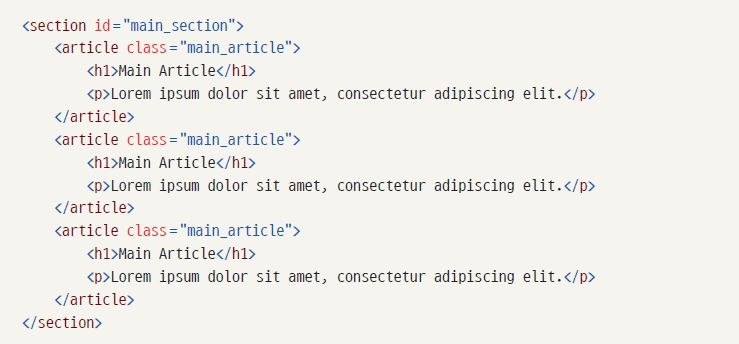 <section id="main_section">
    <article class="main_article">
        <h1>Main Article</h1>
        <p>Lorem ipsum dolor sit amet, consectetur adipiscing elit.</p>
    </article>
    <article class="main_article">
        <h1>Main Article</h1>
        <p>Lorem ipsum dolor sit amet, consectetur adipiscing elit.</p>
    </article>
    <article class="main_article">
        <h1>Main Article</h1>
        <p>Lorem ipsum dolor sit amet, consectetur adipiscing elit.</p>
    </article>
</section>